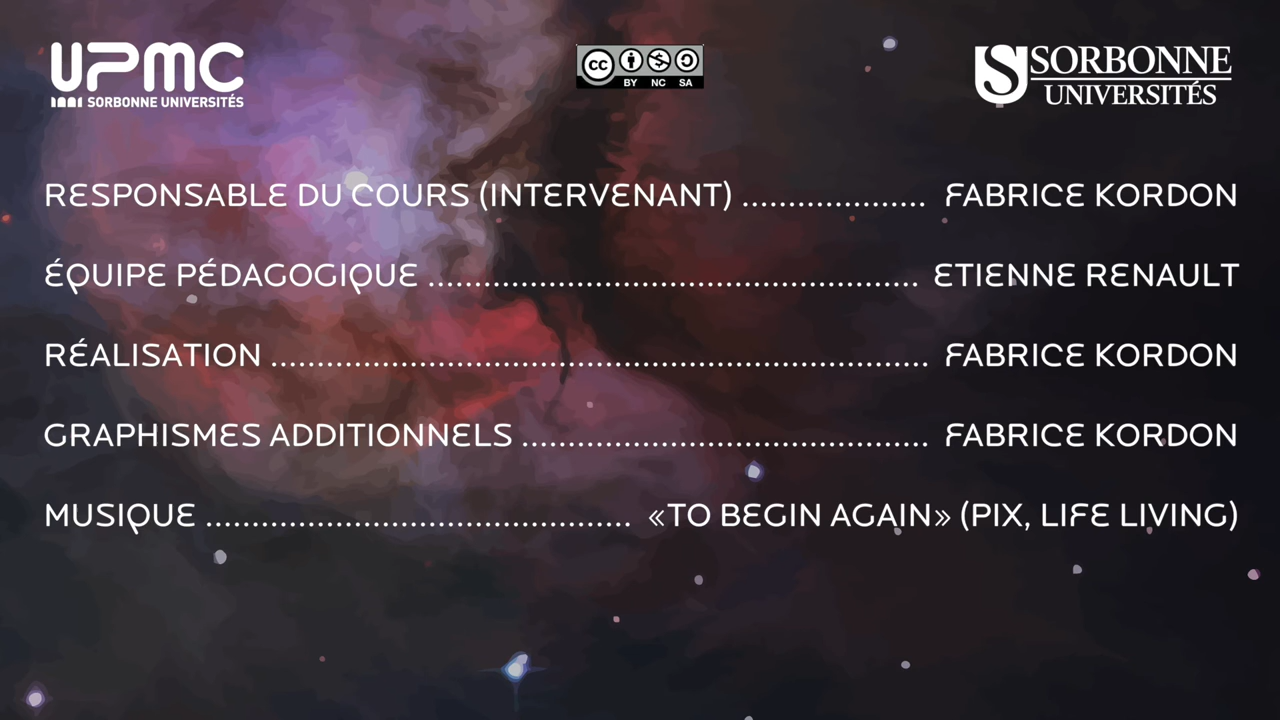 UPMC
SORBONNE UNIVERSITÉS
cc
BY NC SA
SORBONNE
UNIVERSITÉS
RESPONSABLE DU COURS (INTERVENANT) .................... FABRICE KORDON
ÉQUIPE PÉDAGOGIQUE ..................................................... ETIENNE RENAULT
RÉALISATION ....................................................................... FABRICE KORDON
GRAPHISMES ADDITIONNELS ............................................ FABRICE KORDON
MUSIQUE .............................................. «TO BEGIN AGAIN» (PIX, LIFE LIVING)